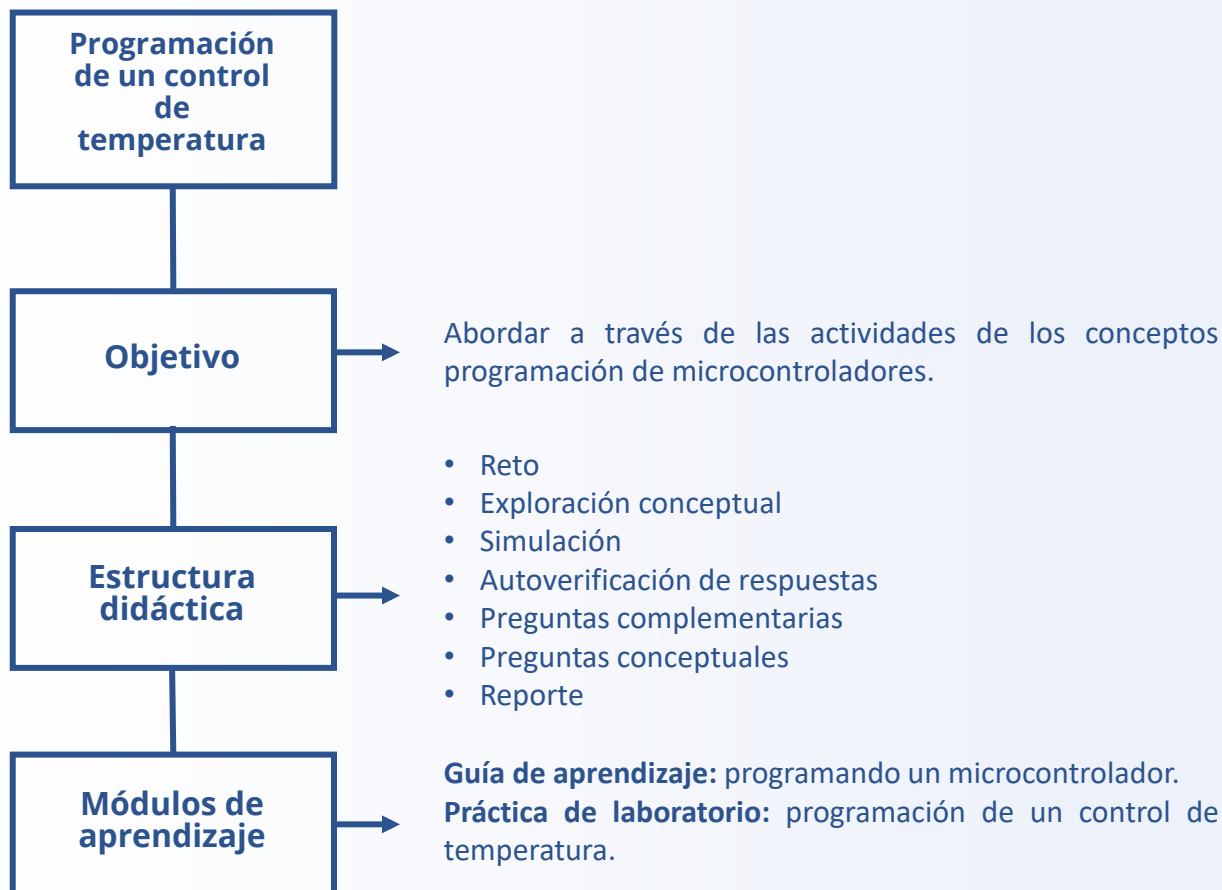 Programación
de un control
de
temperatura
Objetivo
Abordar a través de las actividades de los conceptos
programación de microcontroladores.
Estructura
didáctica
• Reto
• Exploración conceptual
• Simulación
• Autoverificación de respuestas
• Preguntas complementarias
• Preguntas conceptuales
• Reporte
Módulos de
aprendizaje
Guía de aprendizaje: programando un microcontrolador.
Práctica de laboratorio: programación de un control de
temperatura.